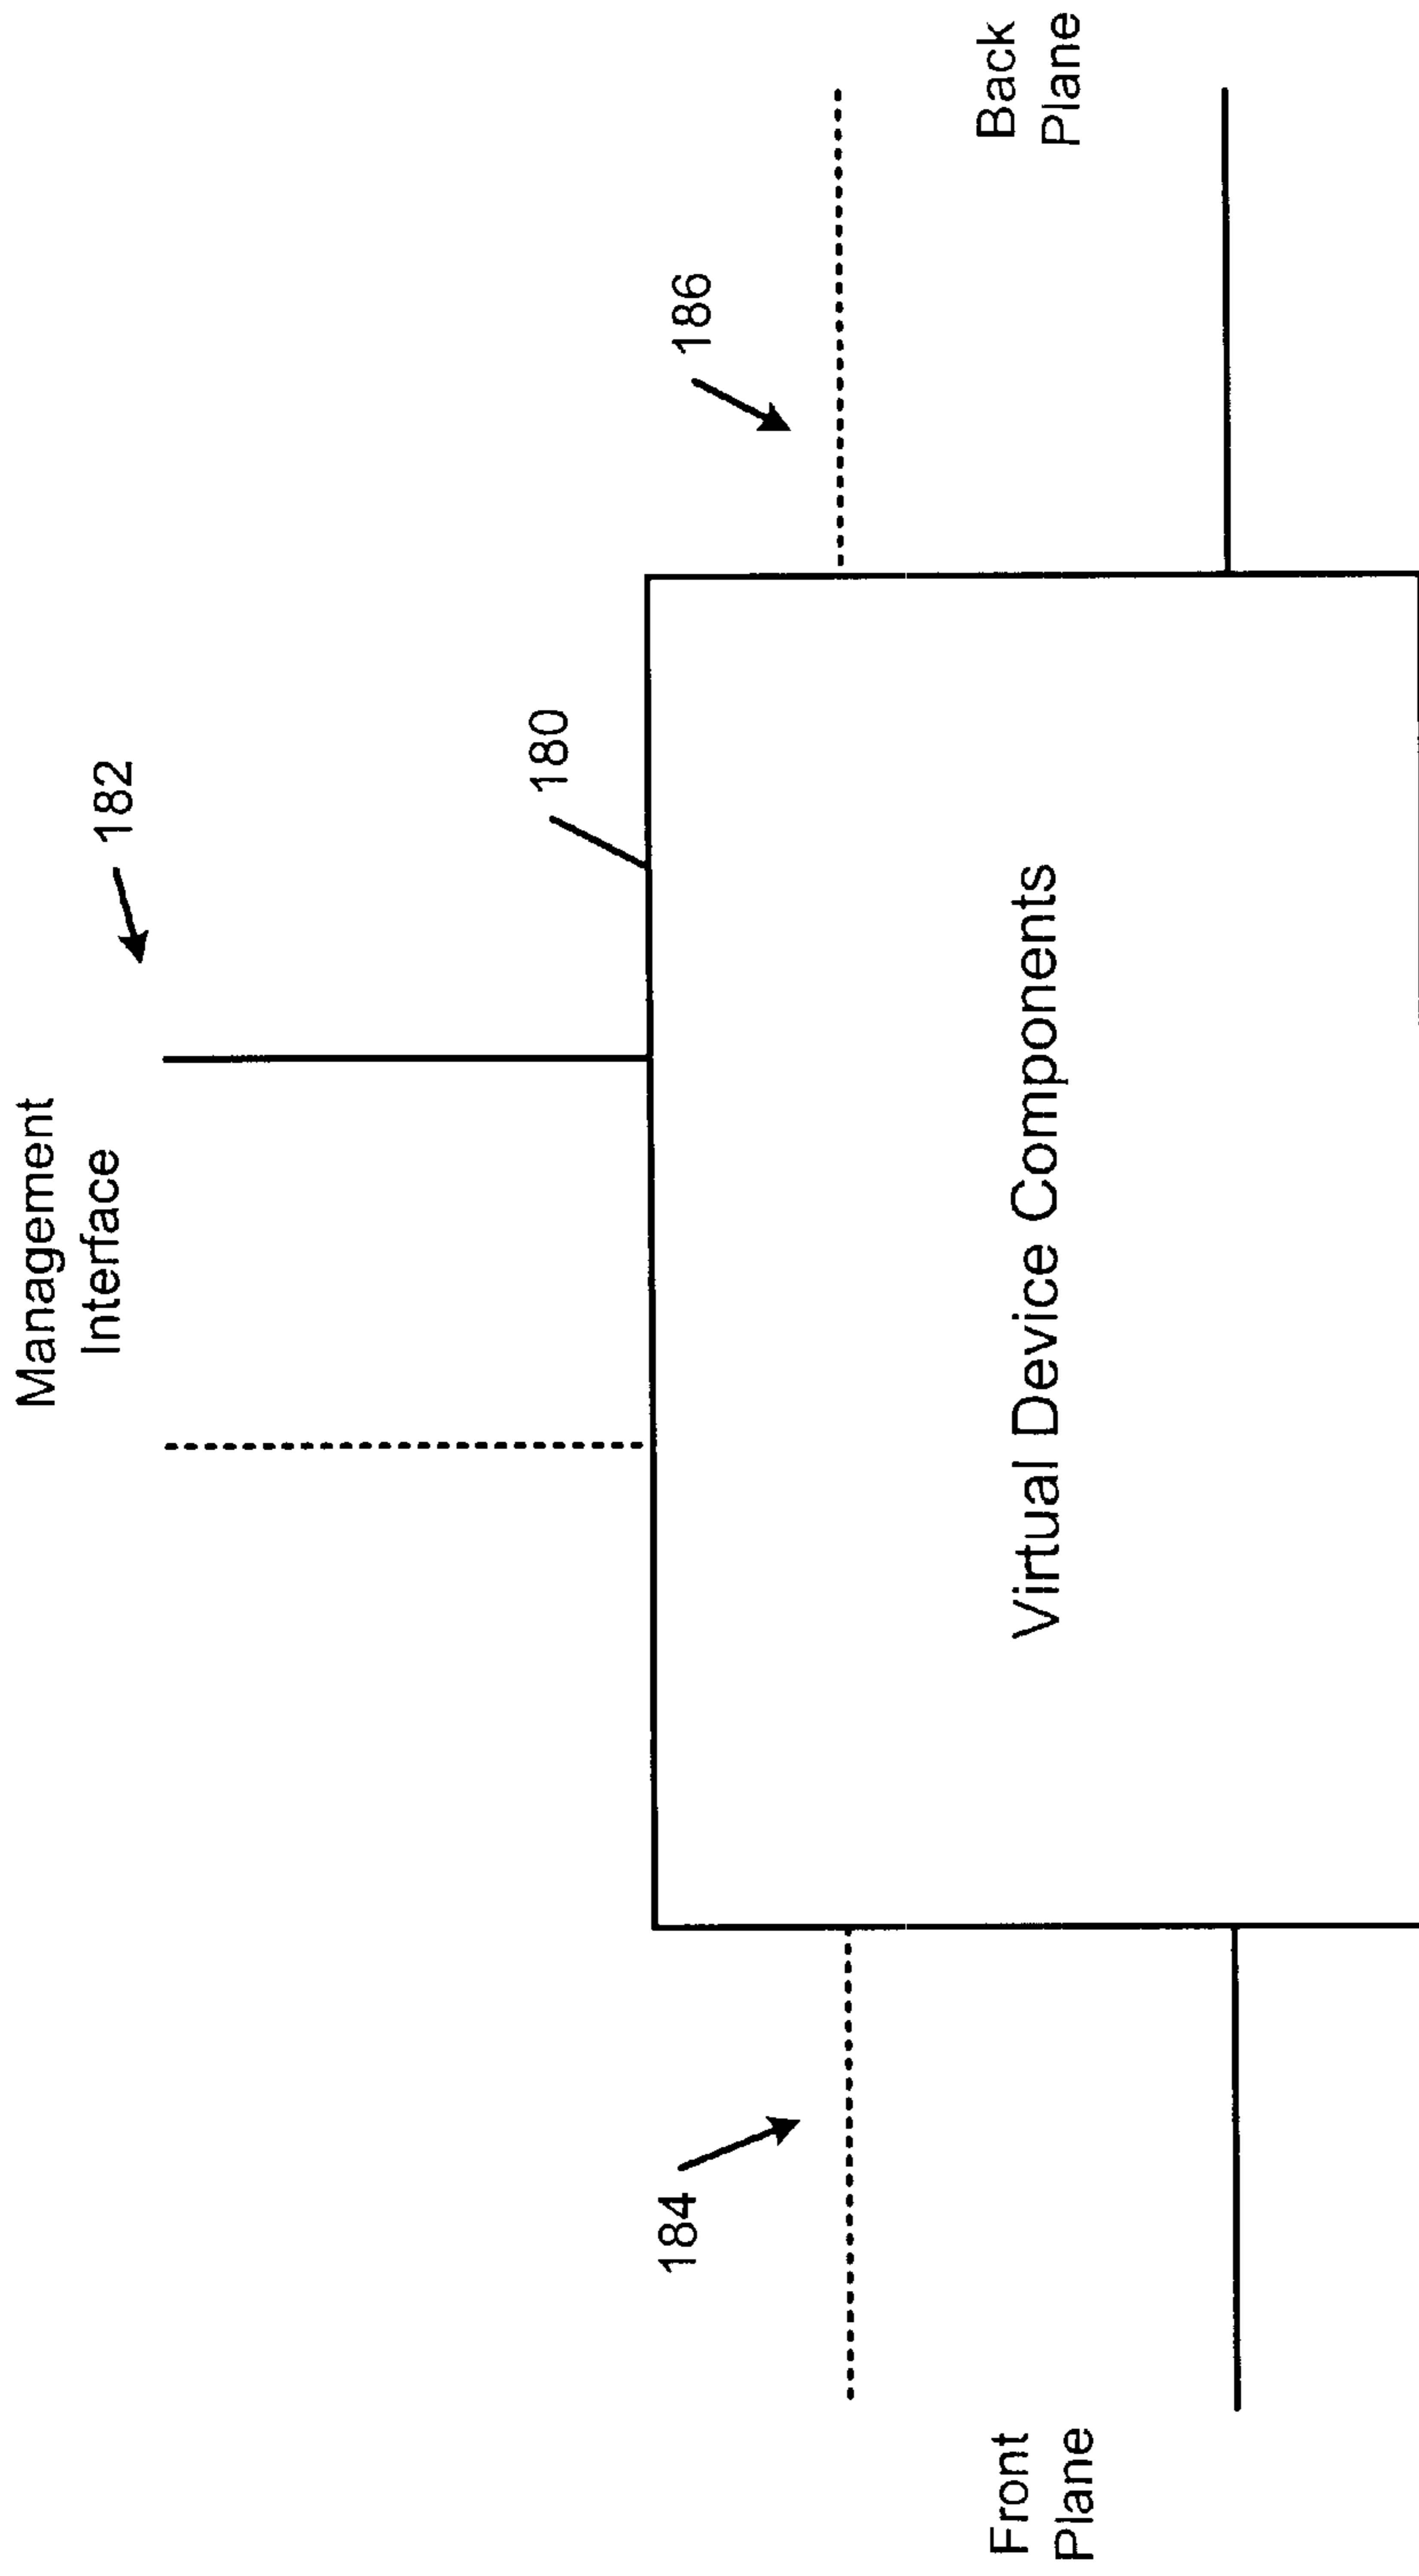 Management
Interface
182
180
186
184
Virtual Device Components
Front
Plane
Back
Plane